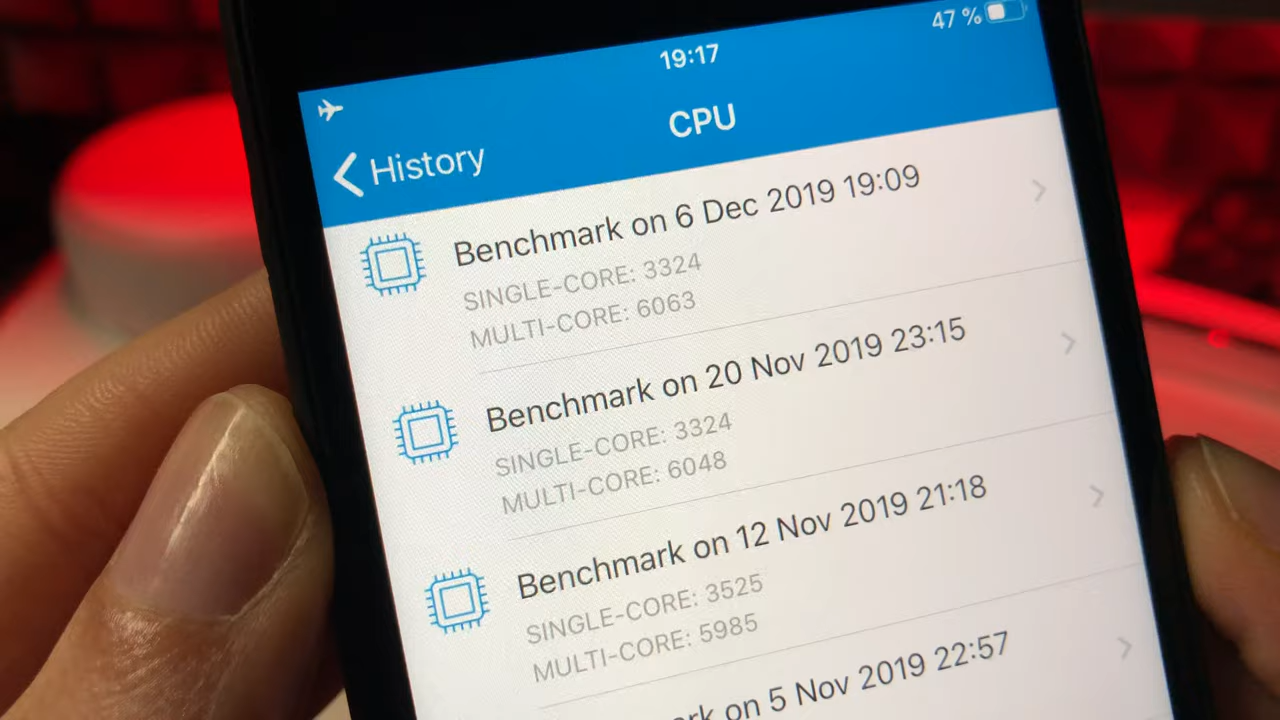 47 %
19:17
History
CPU
Benchmark on 6 Dec 2019 19:09
SINGLE-CORE: 3324
MULTI-CORE: 6063
Benchmark on 20 Nov 2019 23:15
SINGLE-CORE: 3324
MULTI-CORE: 6048
Benchmark on 12 Nov 2019 21:18
SINGLE-CORE: 3525
MULTI-CORE: 5985
on 5 Nov 2019 22:57